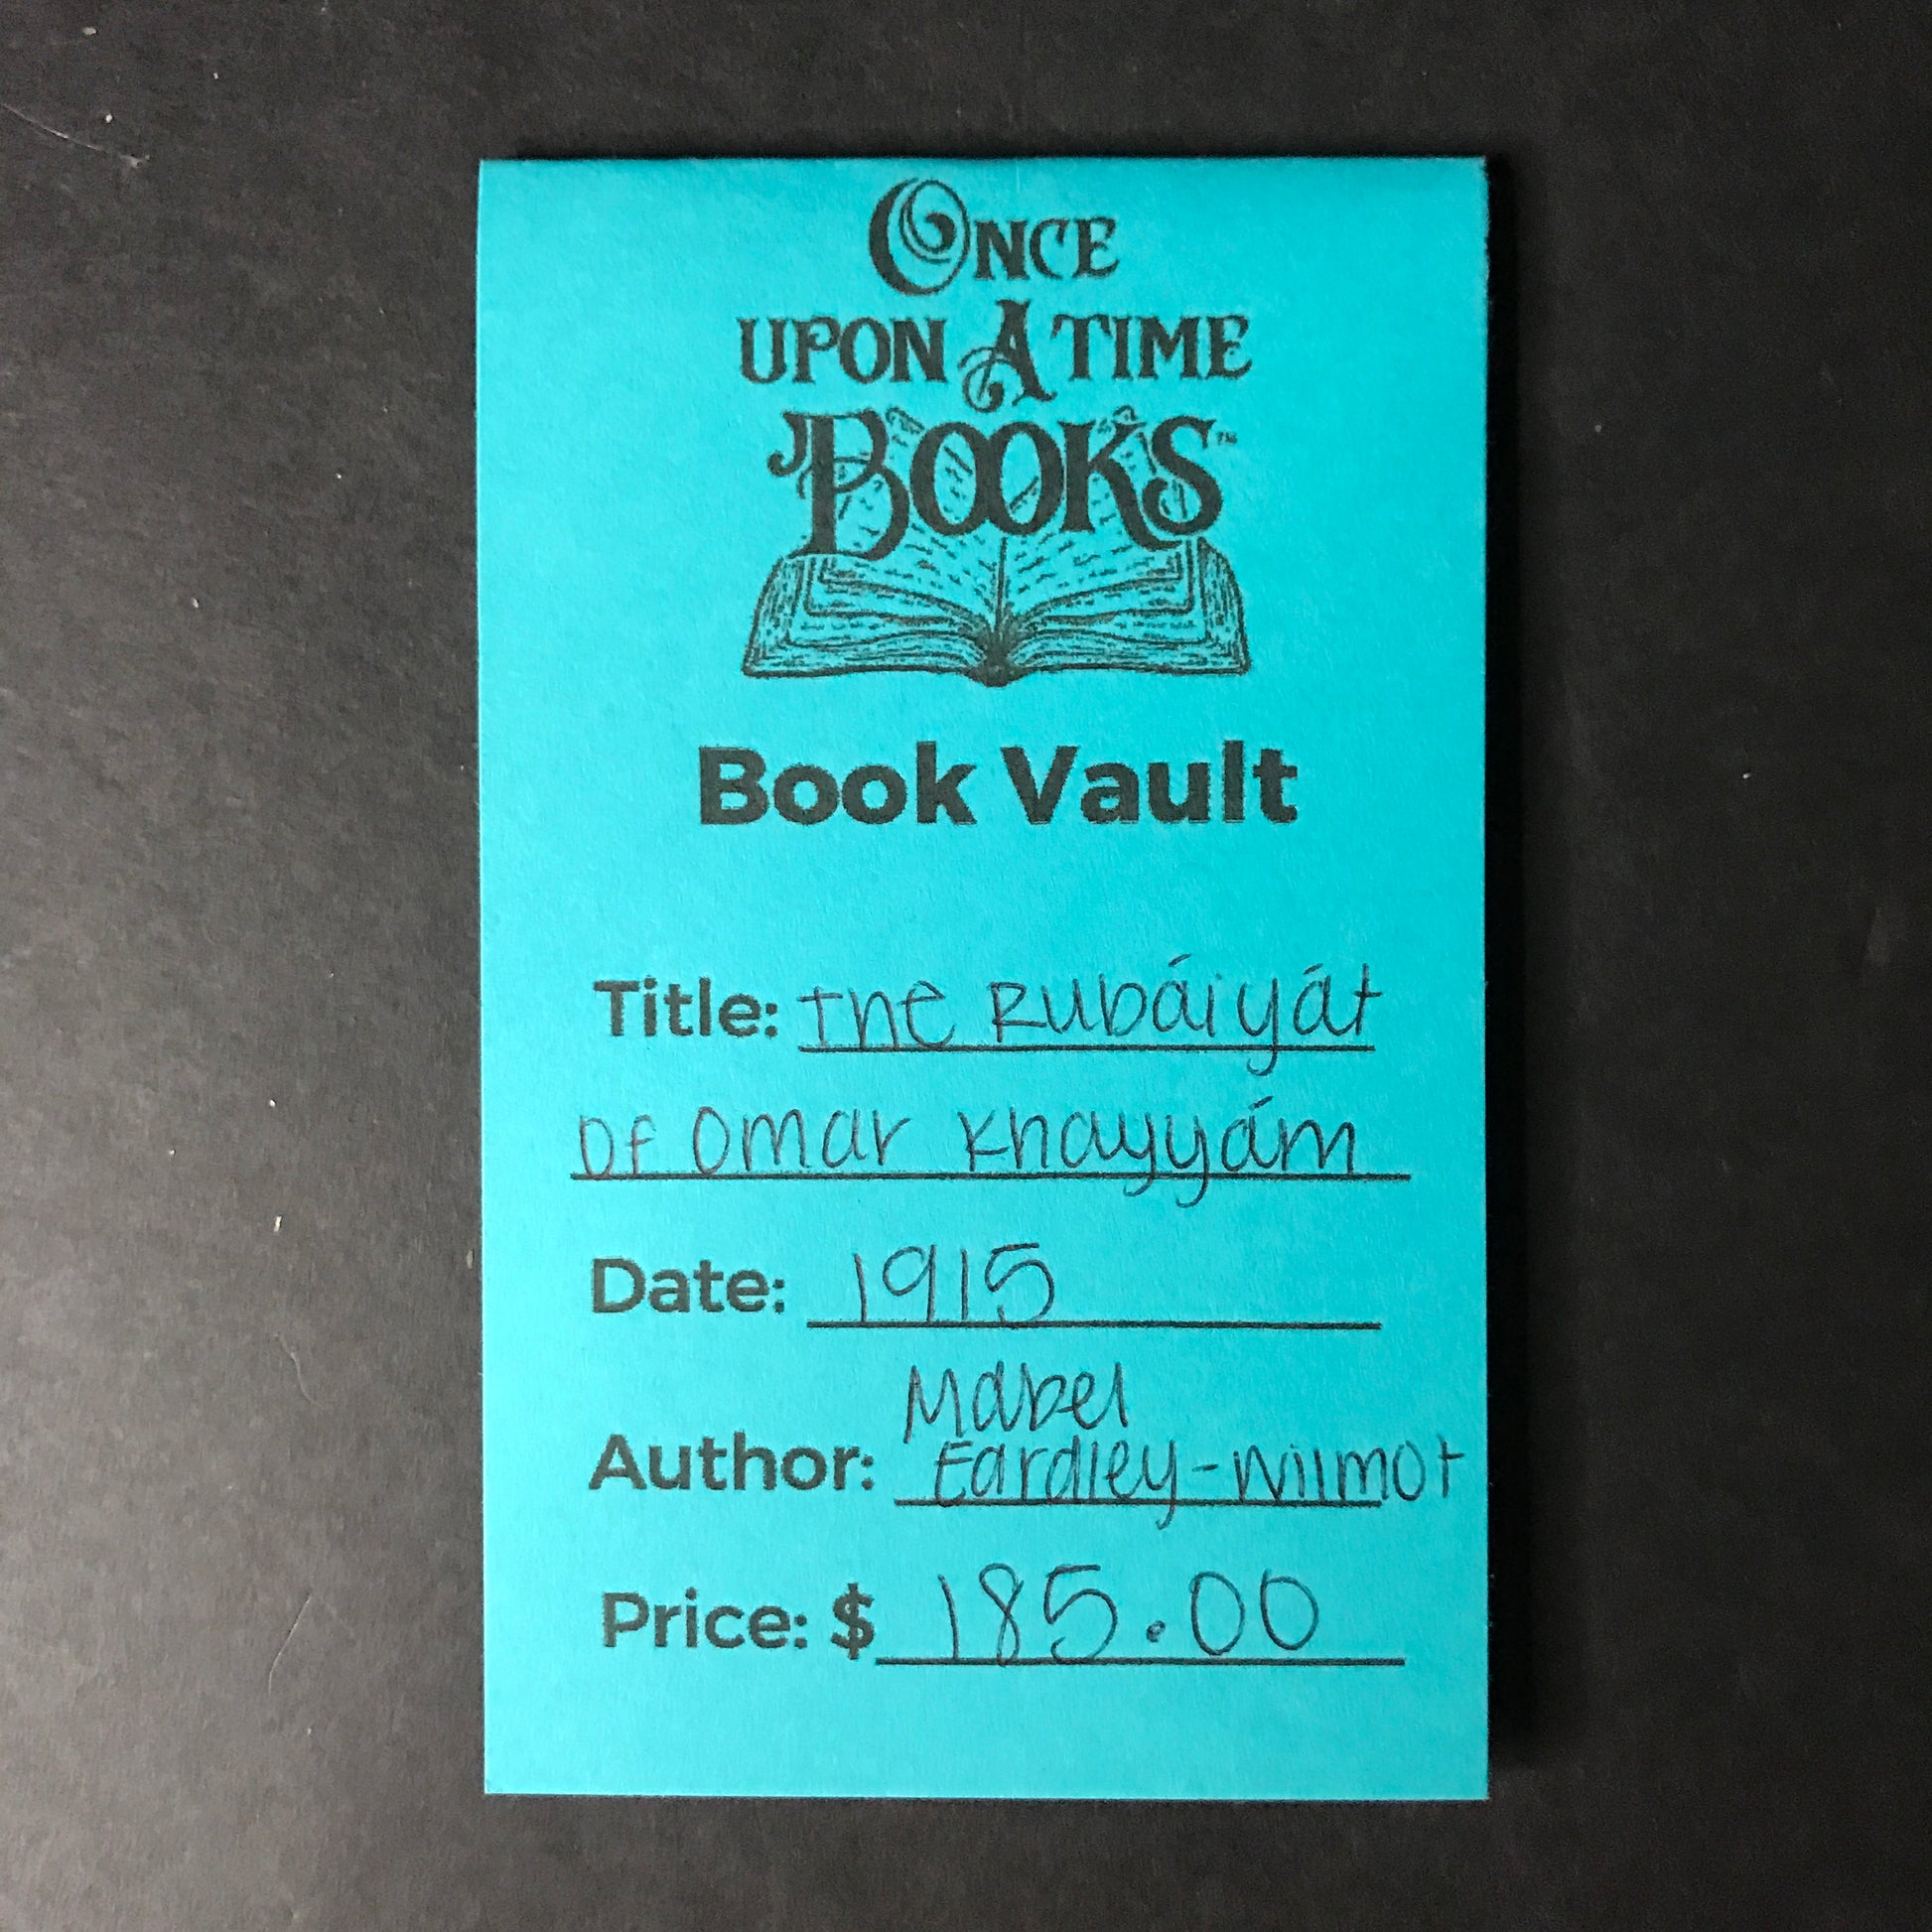 ONCE
UPON A TIME
BOOKS™
Book Vault
Title: The Rubáiyát
of Omar Khayyám
Date: 1915
Mabel
Author: Eardley-Wilmot
Price: $ 185.00